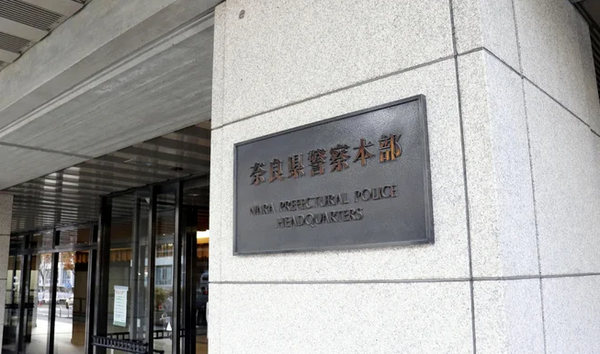 奈良県警察本部
NARA PREFECTURAL POLICE
HEADQUARTERS